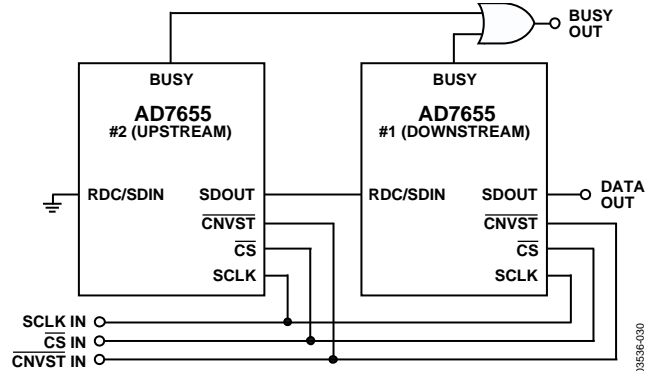 BUSY
OUT
BUSY
BUSY
AD7655
#2 (UPSTREAM)
AD7655
#1 (DOWNSTREAM)
RDC/SDIN
SDOUT
RDC/SDIN
SDOUT
DATA
OUT
CNVST
CNVST
CS
CS
SCLK
SCLK
SCLK IN
CS IN
CNVST IN
03536-030